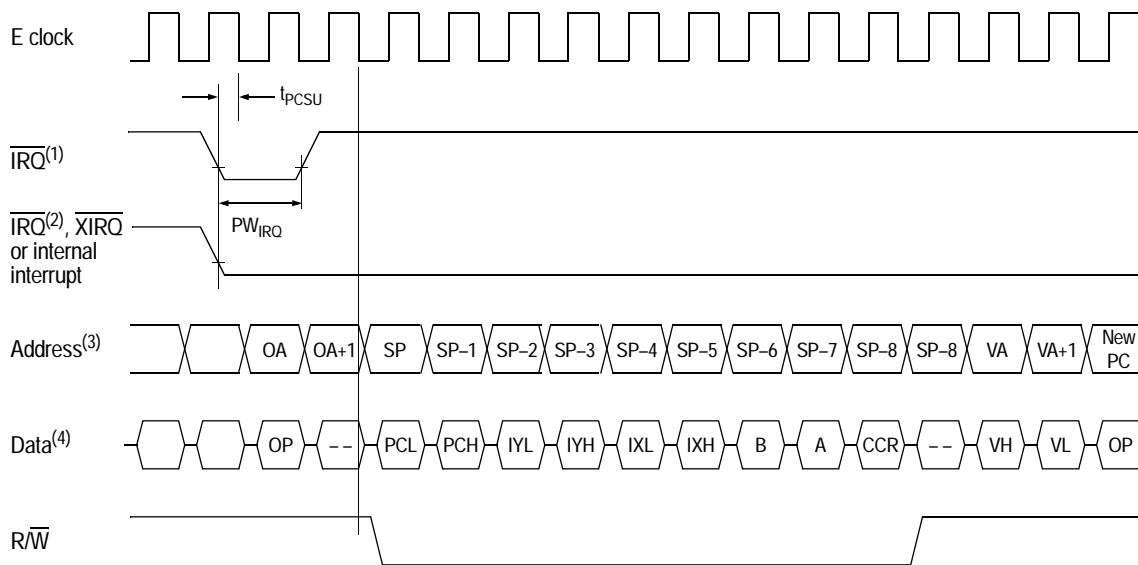 E clock
tPCSU
IRQ(1)
PWIRQ
IRQ(2), XIRQ
or internal
interrupt
Address(3) OA OA+1 SP SP–1 SP–2 SP–3 SP–4 SP–5 SP–6 SP–7 SP–8 SP–8 VA VA+1 New PC
Data(4) OP – – PCL PCH IYL IYH IXL IXH B A CCR – – VH VL OP
R/W